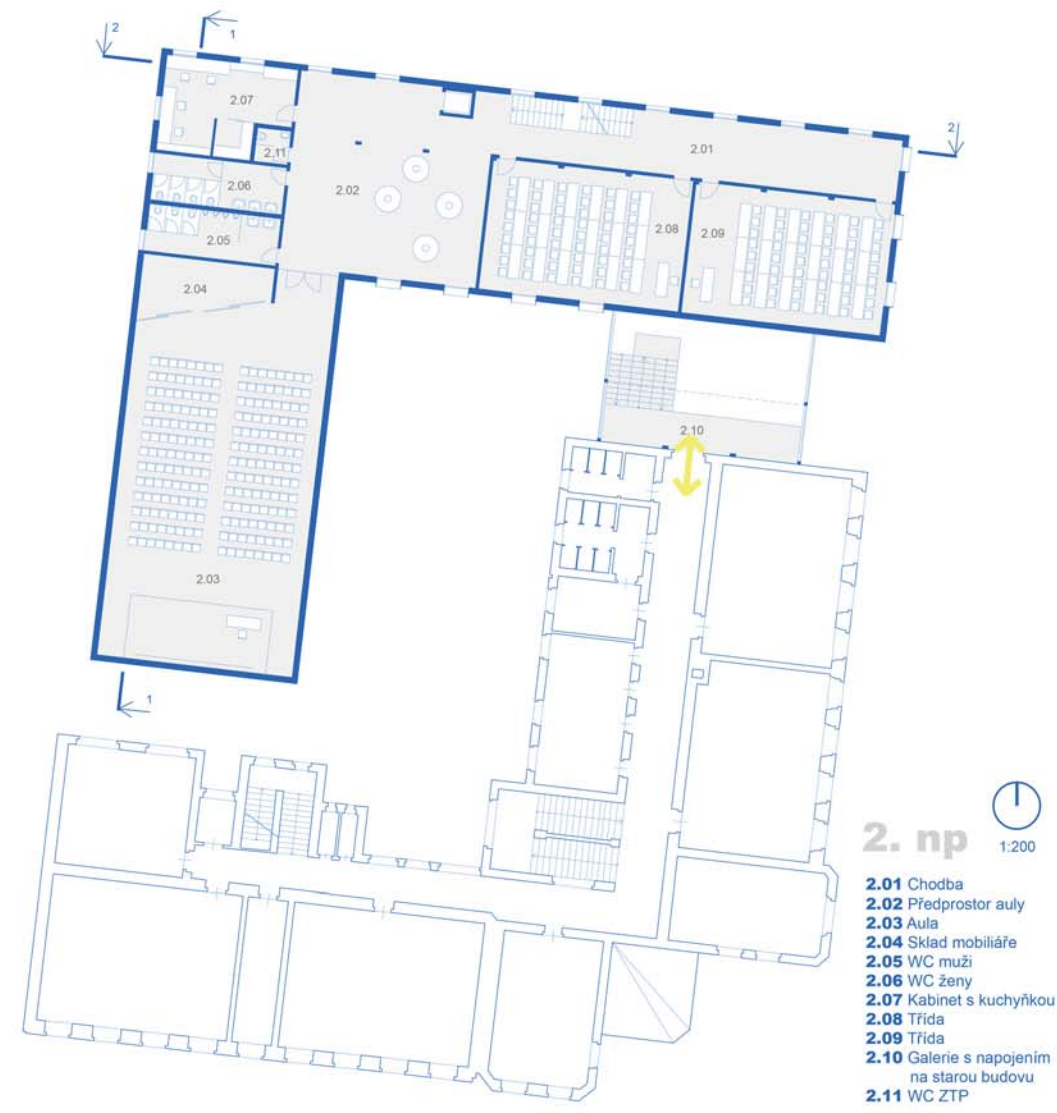 2
1
2.07
2
2.01
2.11
2.02
2.06
2.08
2.09
2.05
2.04
2.10
2.03
1
2. np
1:200
2.01 Chodba
2.02 Předprostor auly
2.03 Aula
2.04 Sklad mobiliáře
2.05 WC muži
2.06 WC ženy
2.07 Kabinet s kuchyňkou
2.08 Třída
2.09 Třída
2.10 Galerie s napojením
na starou budovu
2.11 WC ZTP